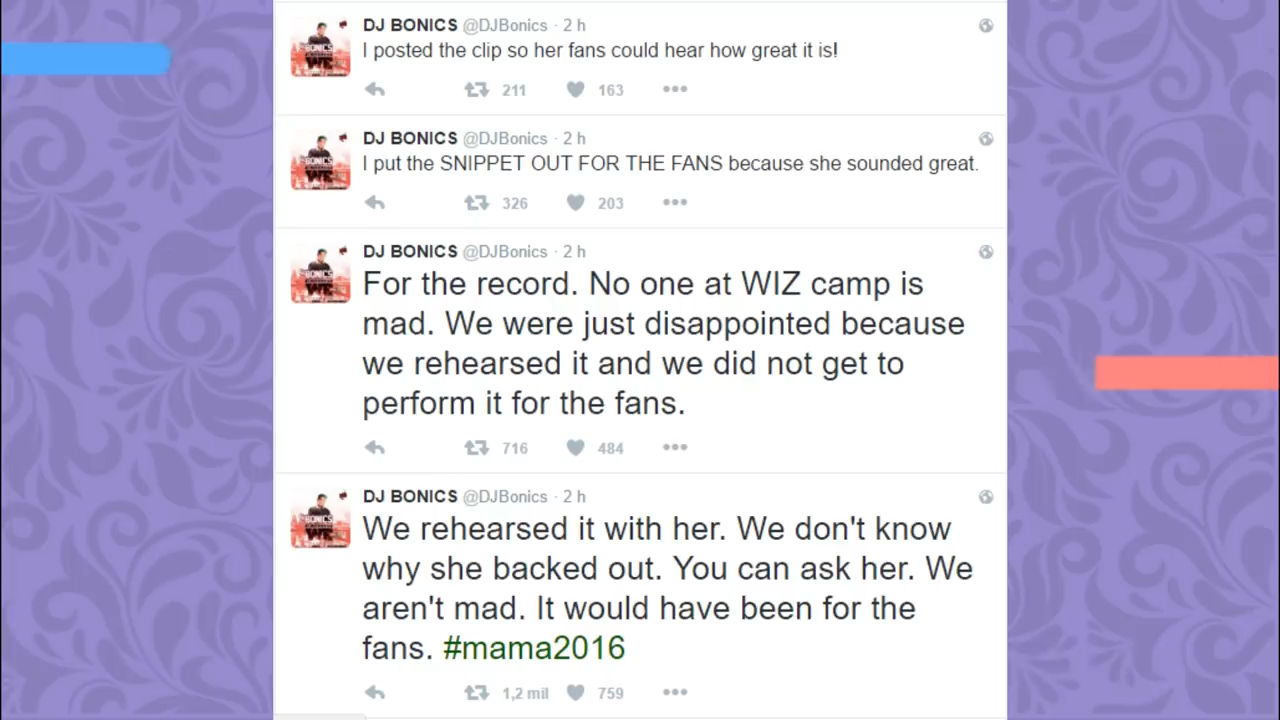 DJ BONICS @DJBonics · 2 h
I posted the clip so her fans could hear how great it is!
211 163
DJ BONICS @DJBonics · 2 h
I put the SNIPPET OUT FOR THE FANS because she sounded great.
326 203
DJ BONICS @DJBonics · 2 h
For the record. No one at WIZ camp is
mad. We were just disappointed because
we rehearsed it and we did not get to
perform it for the fans.
716 484
DJ BONICS @DJBonics · 2 h
We rehearsed it with her. We don't know
why she backed out. You can ask her. We
aren't mad. It would have been for the
fans. #mama2016
1,2 mil 759